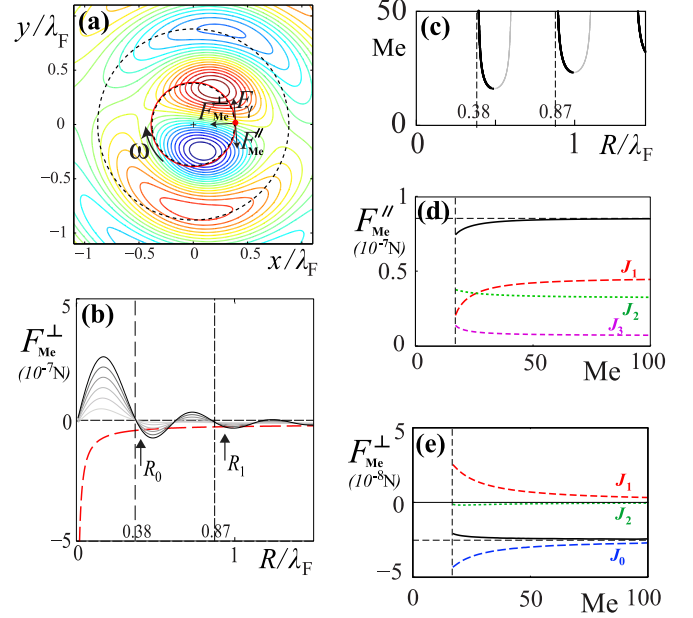 (a)
y/λF
1
0.5
0
−0.5
−1
F⊥Me
Fγ
F″Me
ω
−1
−0.5
0
0.5
x/λF
(b)
5
F⊥Me
(10-7N)
0
−5
R0
R1
0.38
0.87
0
1
R/λF
(c)
50
Me
0
0.38
0.87
0
1
R/λF
(d)
1
F″Me
(10-7N)
0.5
0
J1
J2
J3
0
50
100
Me
(e)
5
F⊥Me
(10-8N)
0
−5
J1
J2
J0
0
50
100
Me